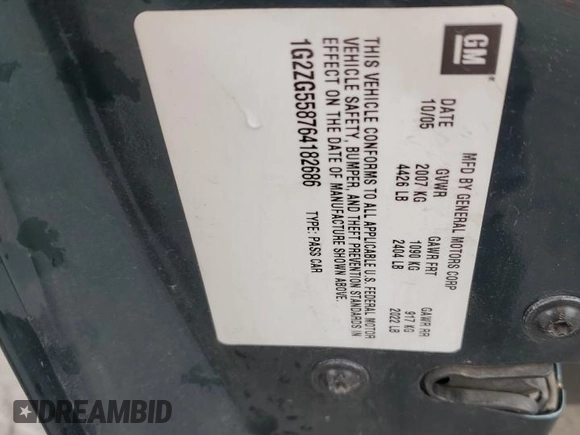 GM
MFD BY GENERAL MOTORS CORP
DATE GVWR GAWR FRT GAWR RR
10/05 2007 KG 1090 KG 917 KG
4426 LB 2404 LB 2022 LB
THIS VEHICLE CONFORMS TO ALL APPLICABLE U.S. FEDERAL MOTOR
VEHICLE SAFETY, BUMPER, AND THEFT PREVENTION STANDARDS IN
EFFECT ON THE DATE OF MANUFACTURE SHOWN ABOVE.
1G2ZG558764182686 TYPE: PASS CAR
DREAMBID